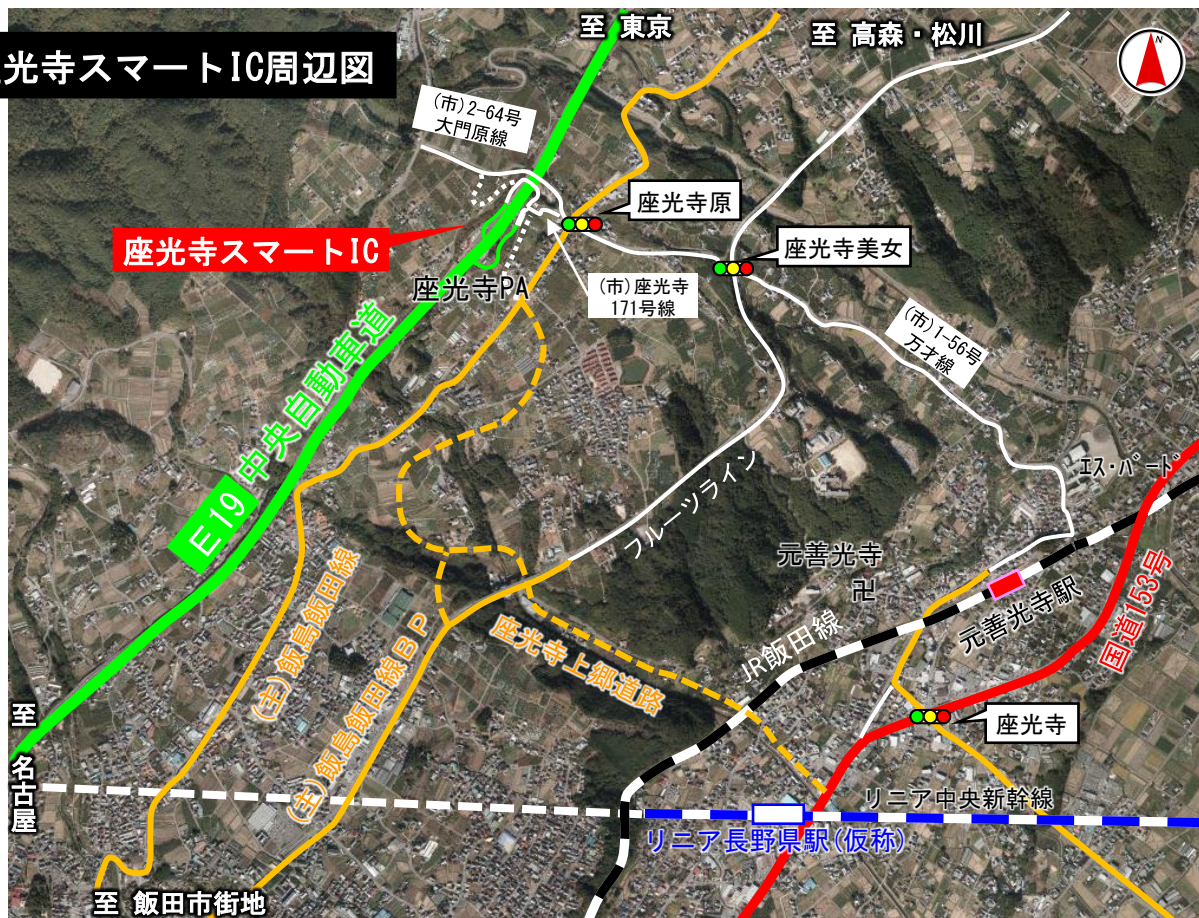 光寺スマートIC周辺図
至 東京
至 高森・松川
N
(市)2-64号
大門原線
座光寺原
座光寺美女
座光寺スマートIC
座光寺PA
(市)座光寺
171号線
(市)1-56号
万才線
E19 中央自動車道
エス・バード
フルーツライン
元善光寺
卍
元善光寺駅
国道153号
JR飯田線
(主)飯島飯田線
(主)飯島飯田線BP
座光寺上郷道路
座光寺
至 名古屋
リニア中央新幹線
リニア長野県駅(仮称)
至 飯田市街地